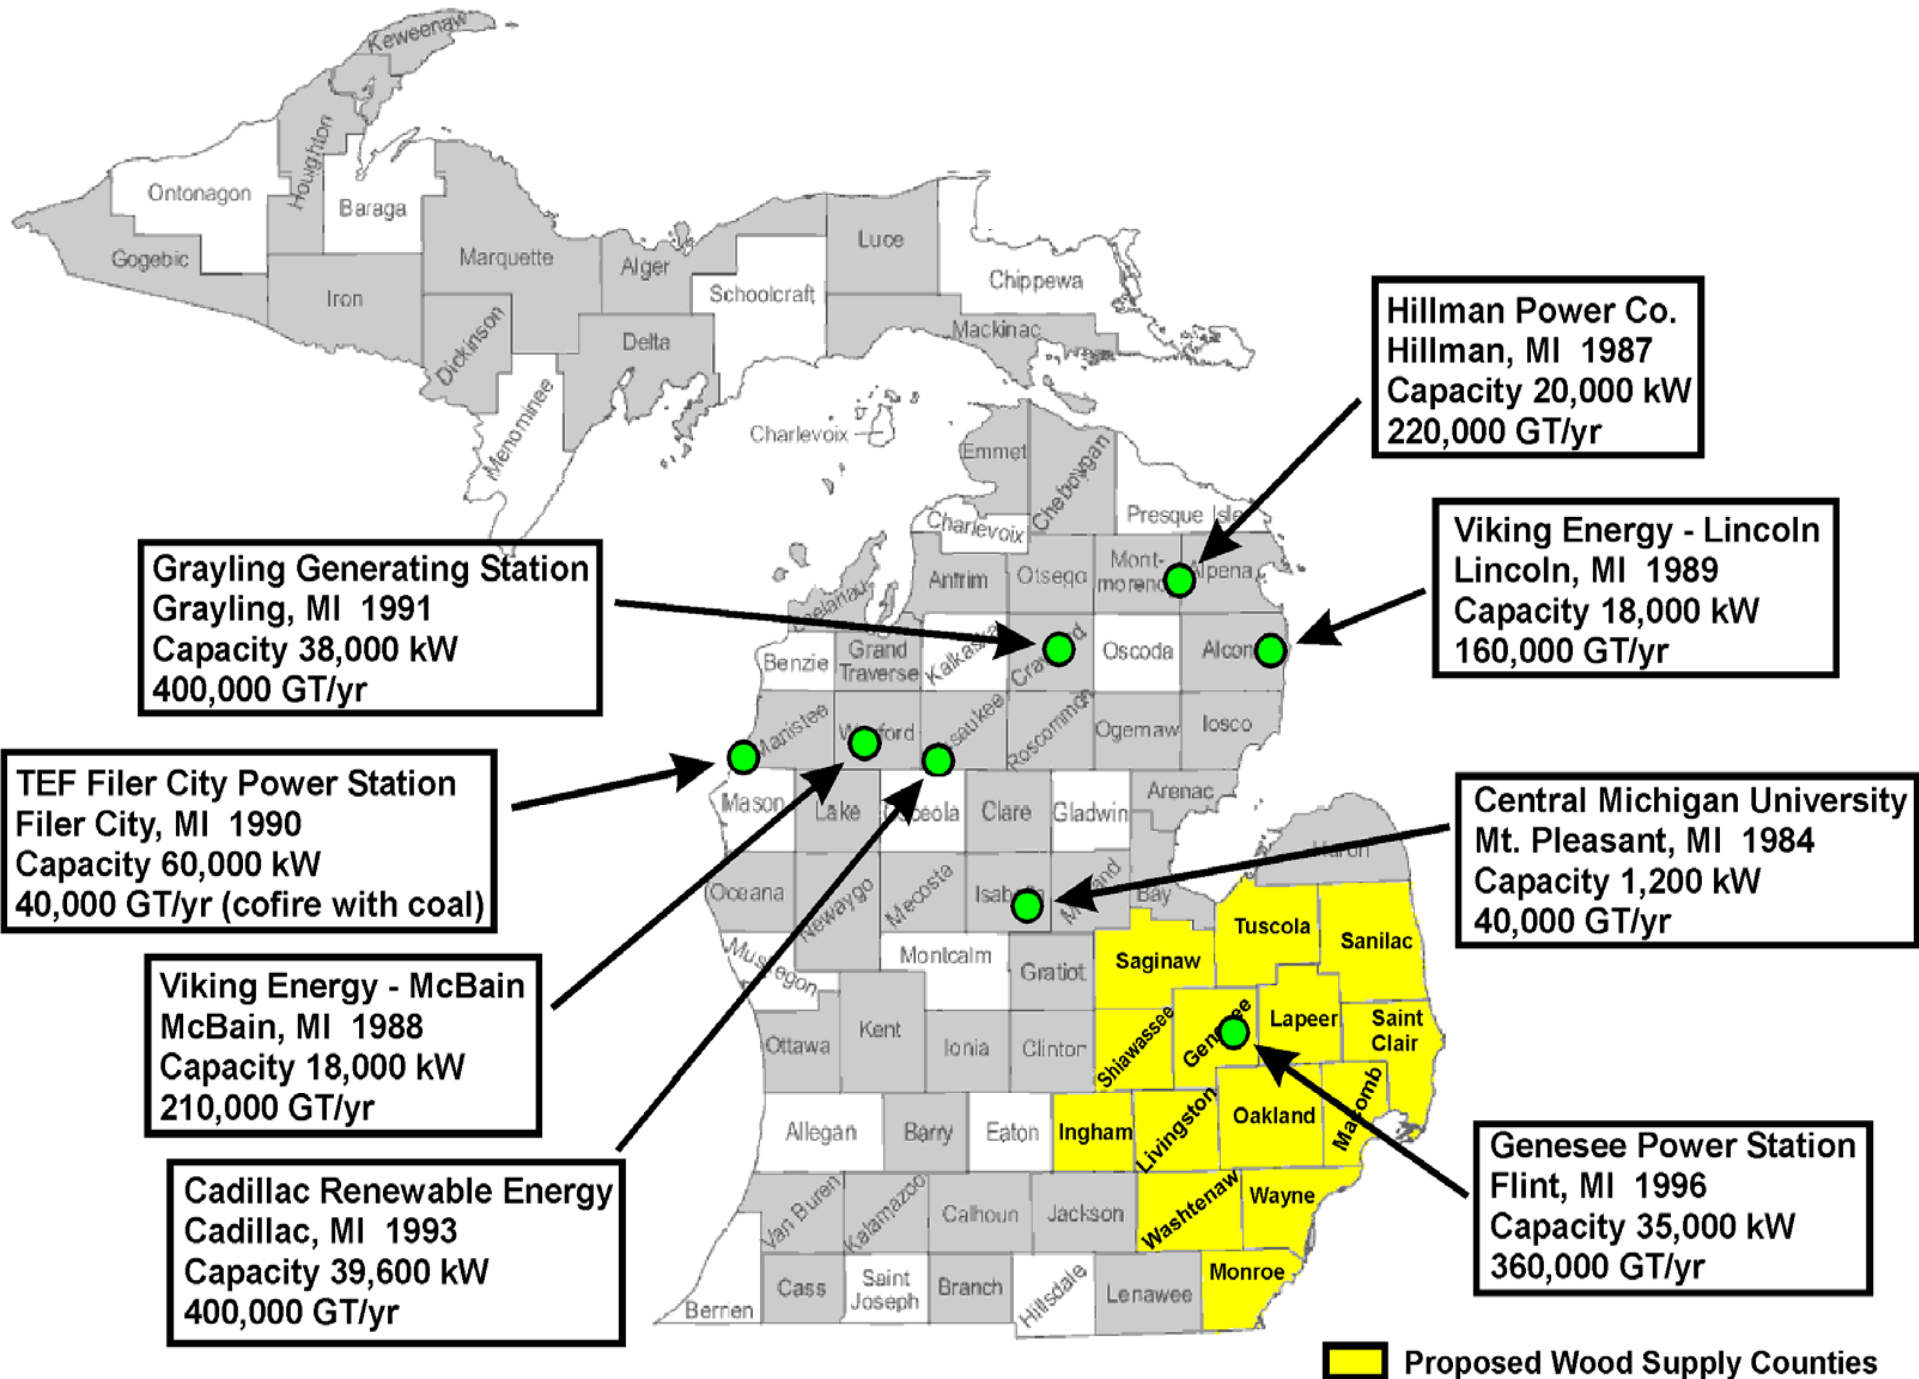 Keweenaw
Houghton
Ontonagon
Baraga
Gogebic
Marquette
Alger
Luce
Iron
Schoolcraft
Chippewa
Dickinson
Delta
Mackinac
Menominee
Charlevoix
Emmet
Cheboygan
Charlevoix
Presque Isle
Hillman Power Co.
Hillman, MI 1987
Capacity 20,000 kW
220,000 GT/yr
Viking Energy - Lincoln
Lincoln, MI 1989
Capacity 18,000 kW
160,000 GT/yr
Grayling Generating Station
Grayling, MI 1991
Capacity 38,000 kW
400,000 GT/yr
Antrim
Otsego
Mont-
Alpena
Benzie
Grand
Traverse
Kalkaska
Oscoda
Manistee
Roscommon
Ogemaw
Iosco
TEF Filer City Power Station
Filer City, MI 1990
Capacity 60,000 kW
40,000 GT/yr (cofire with coal)
Mason
Lake
Clare
Gladwin
Arenac
Huron
Central Michigan University
Mt. Pleasant, MI 1984
Capacity 1,200 kW
40,000 GT/yr
Oceana
Newaygo
Mecosta
Bay
Tuscola
Sanilac
Viking Energy - McBain
McBain, MI 1988
Capacity 18,000 kW
210,000 GT/yr
Muskegon
Montcalm
Gratiot
Saginaw
Ottawa
Kent
Ionia
Clinton
Shiawassee
Genesee
Lapeer
Saint
Clair
Allegan
Barry
Eaton
Ingham
Livingston
Oakland
Macomb
Genesee Power Station
Flint, MI 1996
Capacity 35,000 kW
360,000 GT/yr
Cadillac Renewable Energy
Cadillac, MI 1993
Capacity 39,600 kW
400,000 GT/yr
Van Buren
Kalamazoo
Calhoun
Jackson
Washtenaw
Wayne
Berrien
Cass
Saint
Joseph
Branch
Hillsdale
Lenawee
Monroe
Proposed Wood Supply Counties